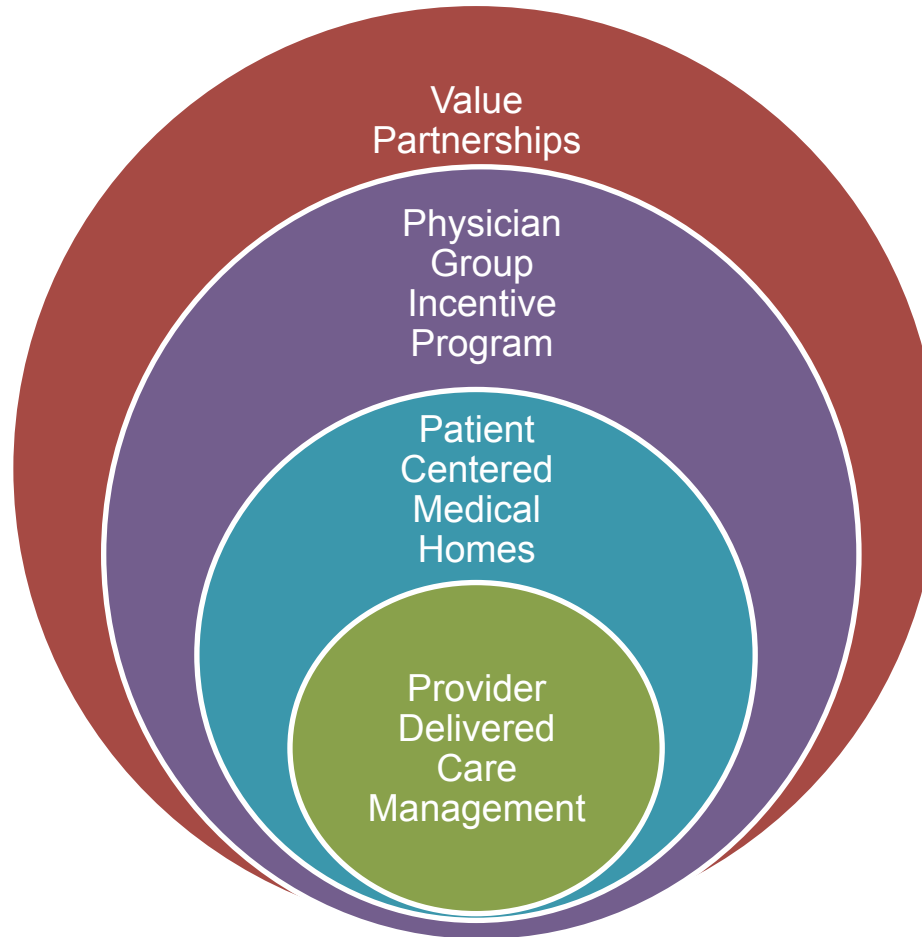 Value
Partnerships
Physician
Group
Incentive
Program
Patient
Centered
Medical
Homes
Provider
Delivered
Care
Management